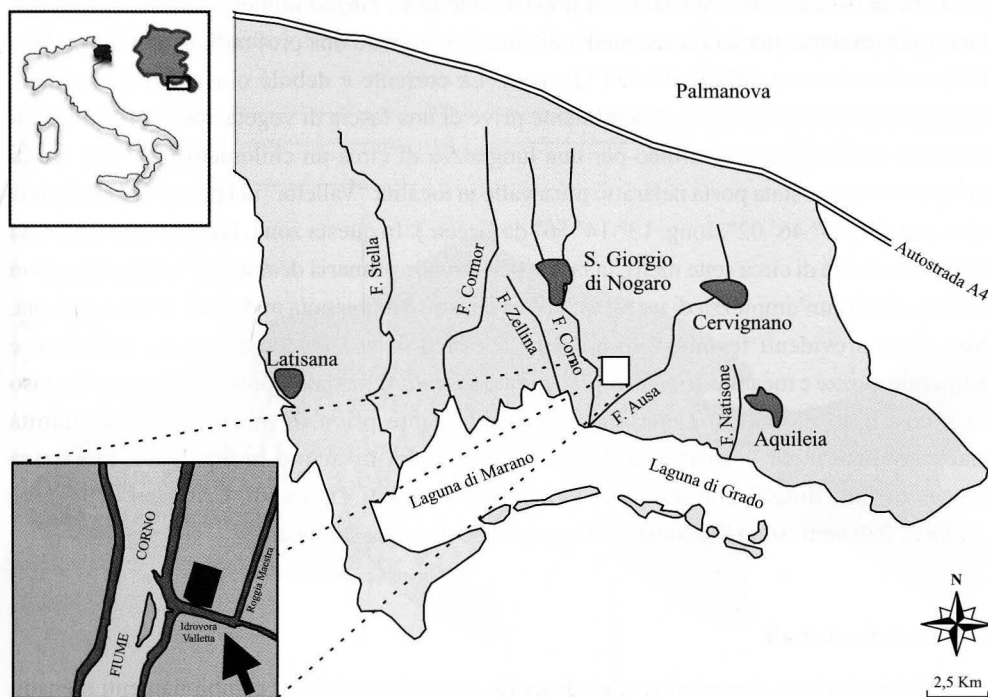 Palmanova
Autostrada A4
F. Stella
F. Cormor
F. Zellina
F. Corno
S. Giorgio
di Nogaro
Cervignano
Latisana
F. Ausa
F. Natisone
Aquileia
Laguna di Marano
Laguna di Grado
FIUME CORNO
Idrovora
Valletta
Roggia Maestra
N
2,5 Km